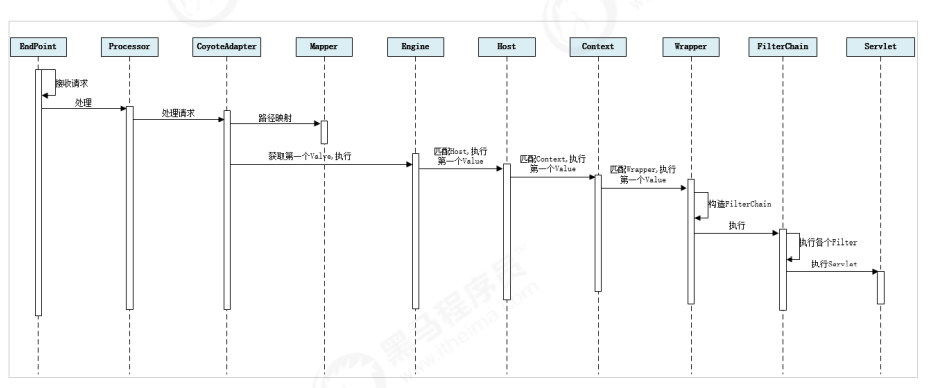 EndPoint
Processor
CoyoteAdapter
Mapper
Engine
Host
Context
Wrapper
FilterChain
Servlet
接收请求
处理
处理请求
路径映射
获取第一个Valve,执行
匹配Host,执行
第一个Value
匹配Context,执行
第一个Value
匹配Wrapper,执行
第一个Value
构造FilterChain
执行
执行各个Filter
执行Servlet
黑马程序员
www.itheima.com